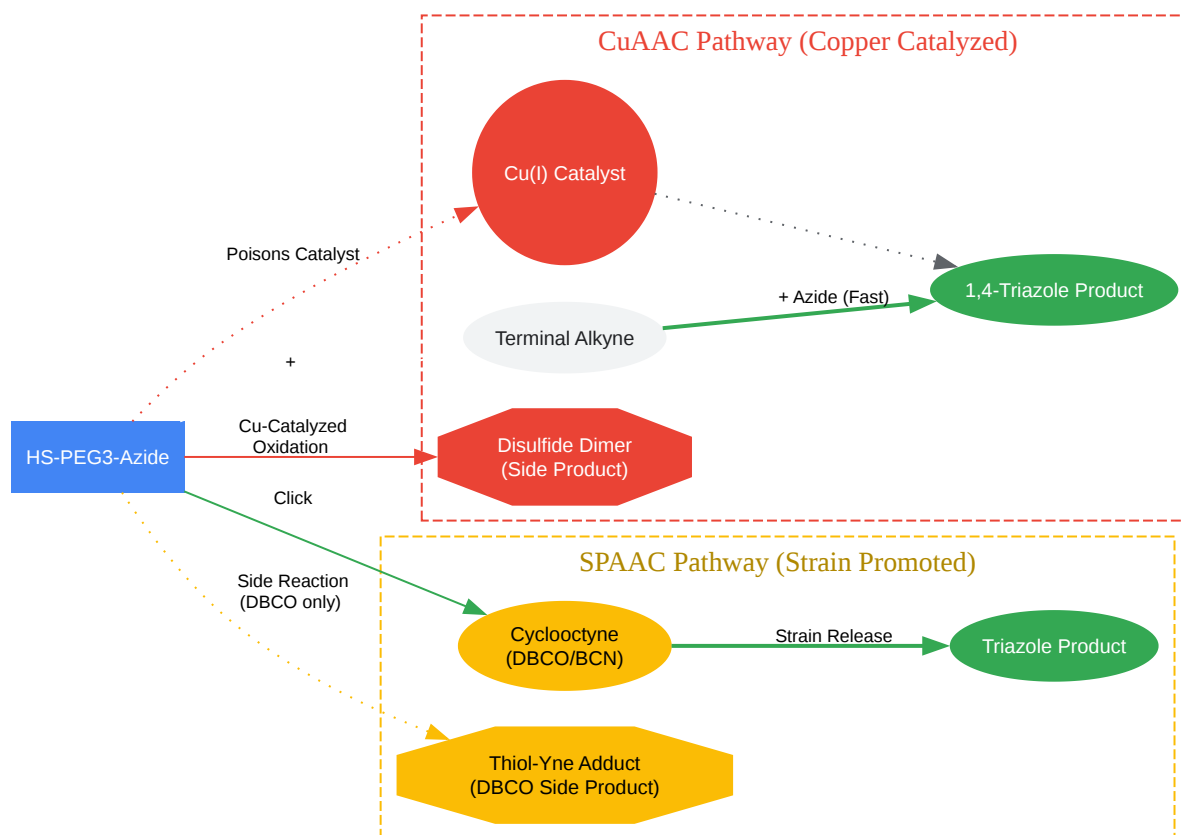 CuAAC Pathway (Copper Catalyzed)
Cu(I) Catalyst
Poisons Catalyst
1,4-Triazole Product
+ Azide (Fast)
Terminal Alkyne
+
Cu-Catalyzed
Oxidation
Disulfide Dimer
(Side Product)
HS-PEG3-Azide
Click
SPAAC Pathway (Strain Promoted)
Side Reaction
(DBCO only)
Cyclooctyne
(DBCO/BCN)
Strain Release
Triazole Product
Thiol-Yne Adduct
(DBCO Side Product)